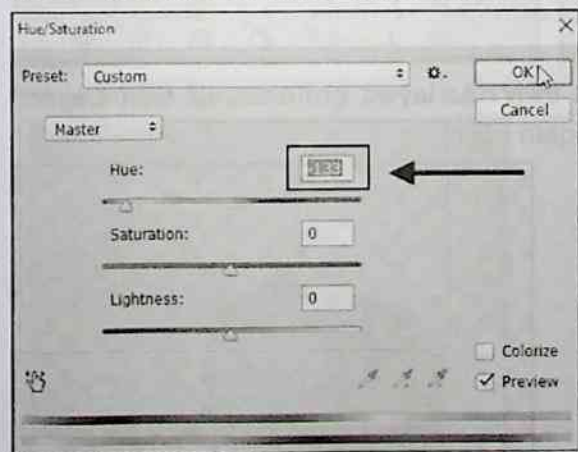 Hue/Saturation
Preset: Custom OK
Cancel
Master
Hue:
Saturation: 0
Lightness: 0
Colorize
Preview